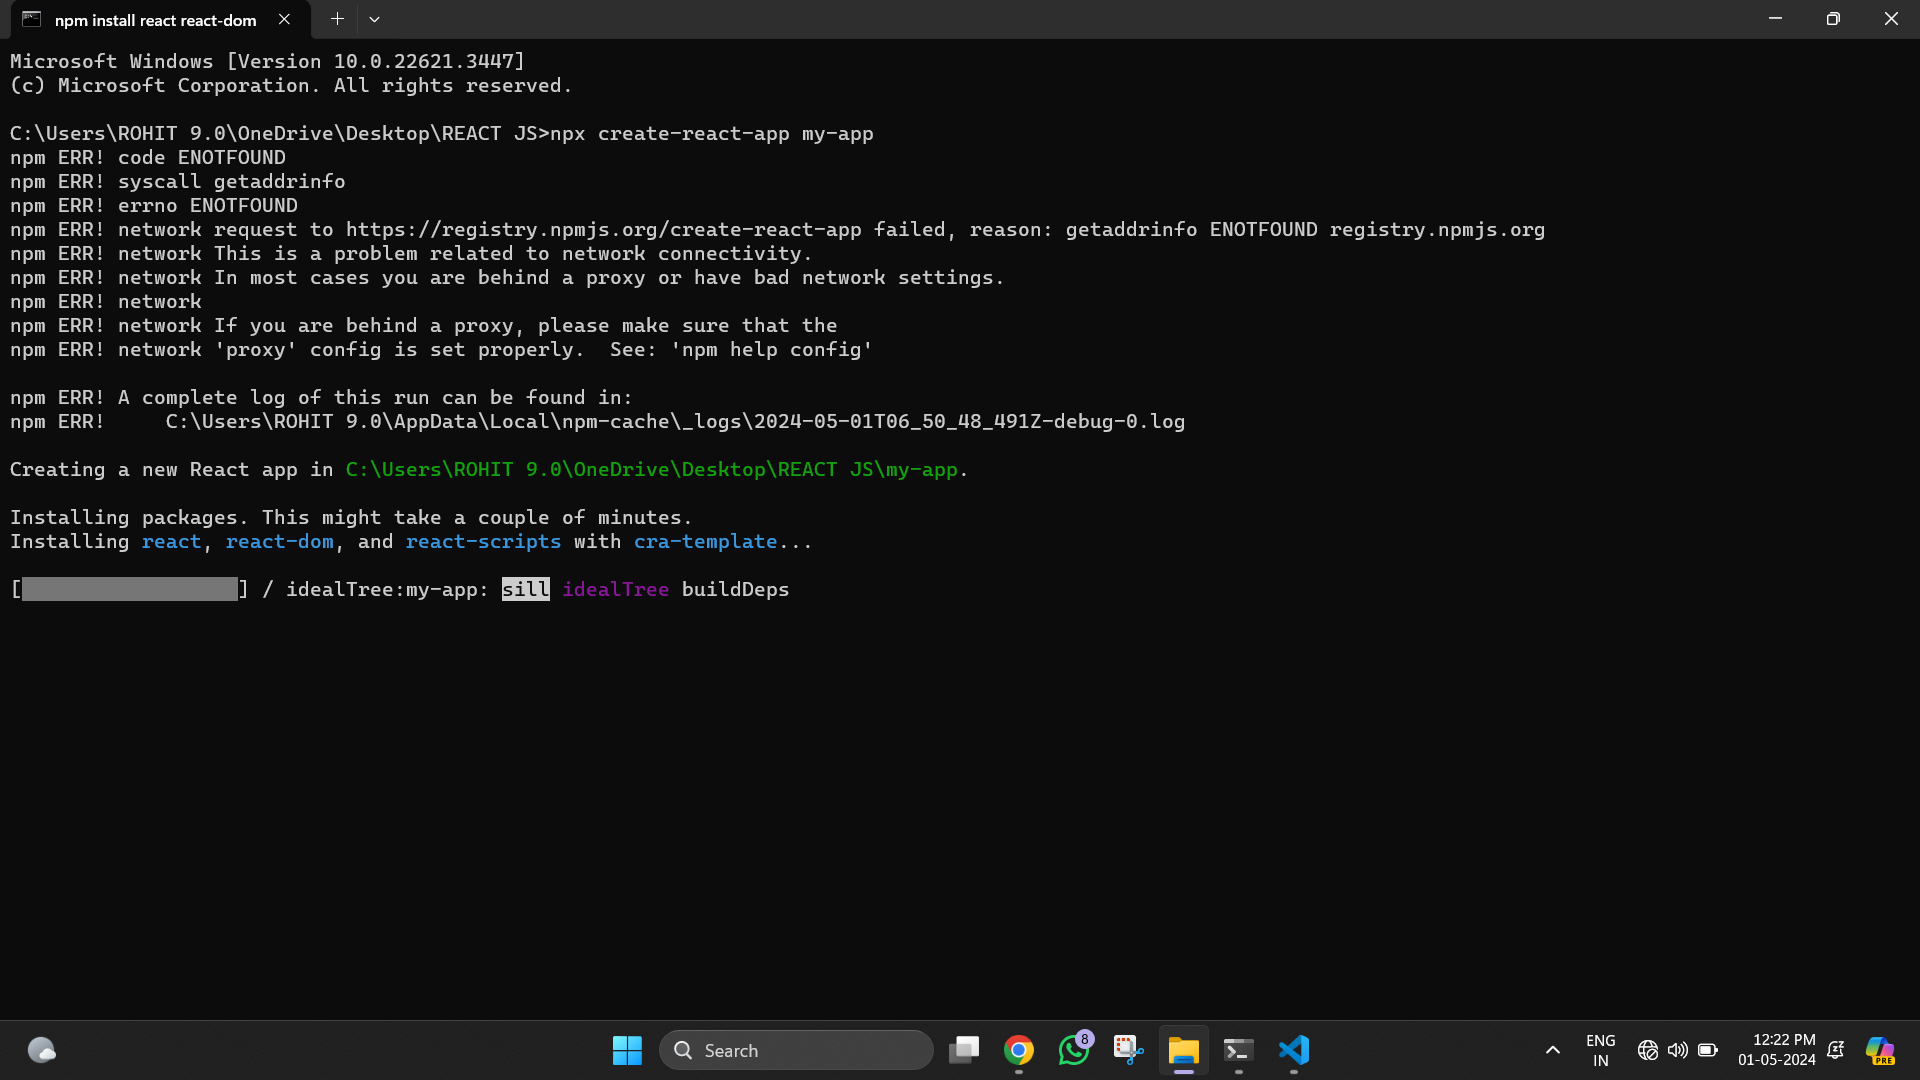 npm install react react-dom
Microsoft Windows [Version 10.0.22621.3447]
(c) Microsoft Corporation. All rights reserved.
C:\Users\ROHIT 9.0\OneDrive\Desktop\REACT JS>npx create-react-app my-app
npm ERR! code ENOTFOUND
npm ERR! syscall getaddrinfo
npm ERR! errno ENOTFOUND
npm ERR! network request to https://registry.npmjs.org/create-react-app failed, reason: getaddrinfo ENOTFOUND registry.npmjs.org
npm ERR! network This is a problem related to network connectivity.
npm ERR! network In most cases you are behind a proxy or have bad network settings.
npm ERR! network
npm ERR! network If you are behind a proxy, please make sure that the
npm ERR! network 'proxy' config is set properly.  See: 'npm help config'
npm ERR! A complete log of this run can be found in:
npm ERR!     C:\Users\ROHIT 9.0\AppData\Local\npm-cache\_logs\2024-05-01T06_50_48_491Z-debug-0.log
Creating a new React app in C:\Users\ROHIT 9.0\OneDrive\Desktop\REACT JS\my-app.
Installing packages. This might take a couple of minutes.
Installing react, react-dom, and react-scripts with cra-template...
[                  ] / idealTree:my-app: sill idealTree buildDeps
Search
8
ENG
IN
12:22 PM
01-05-2024
PRE